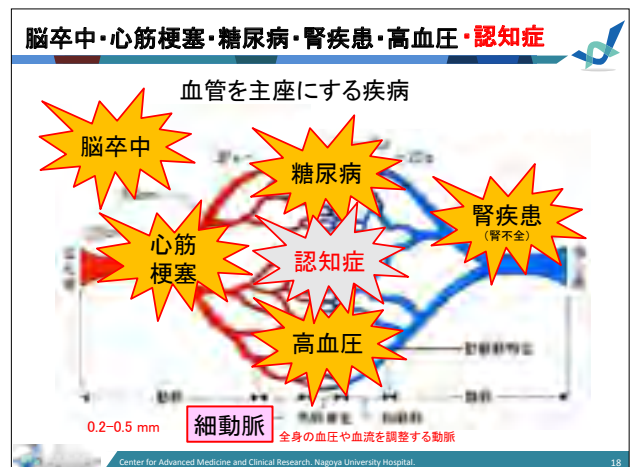 脳卒中・心筋梗塞・糖尿病・腎疾患・高血圧・認知症
血管を主座にする疾病
脳卒中
糖尿病
腎疾患
(腎不全)
心筋
梗塞
認知症
高血圧
動脈
静脈
0.2-0.5 mm
細動脈
全身の血圧や血流を調整する動脈
Center for Advanced Medicine and Clinical Research. Nagoya University Hospital.
18